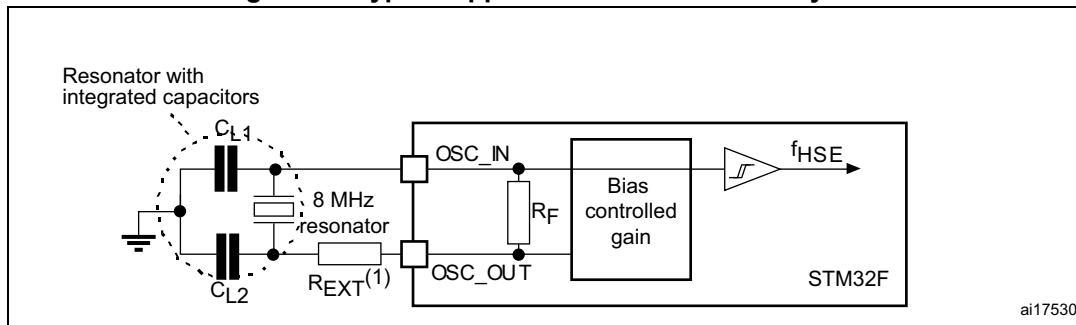 Resonator with
integrated capacitors
CL1
OSC_IN
fHSE
8 MHz
resonator
RF
Bias
controlled
gain
REXT(1)
OSC_OUT
STM32F
CL2
ai17530